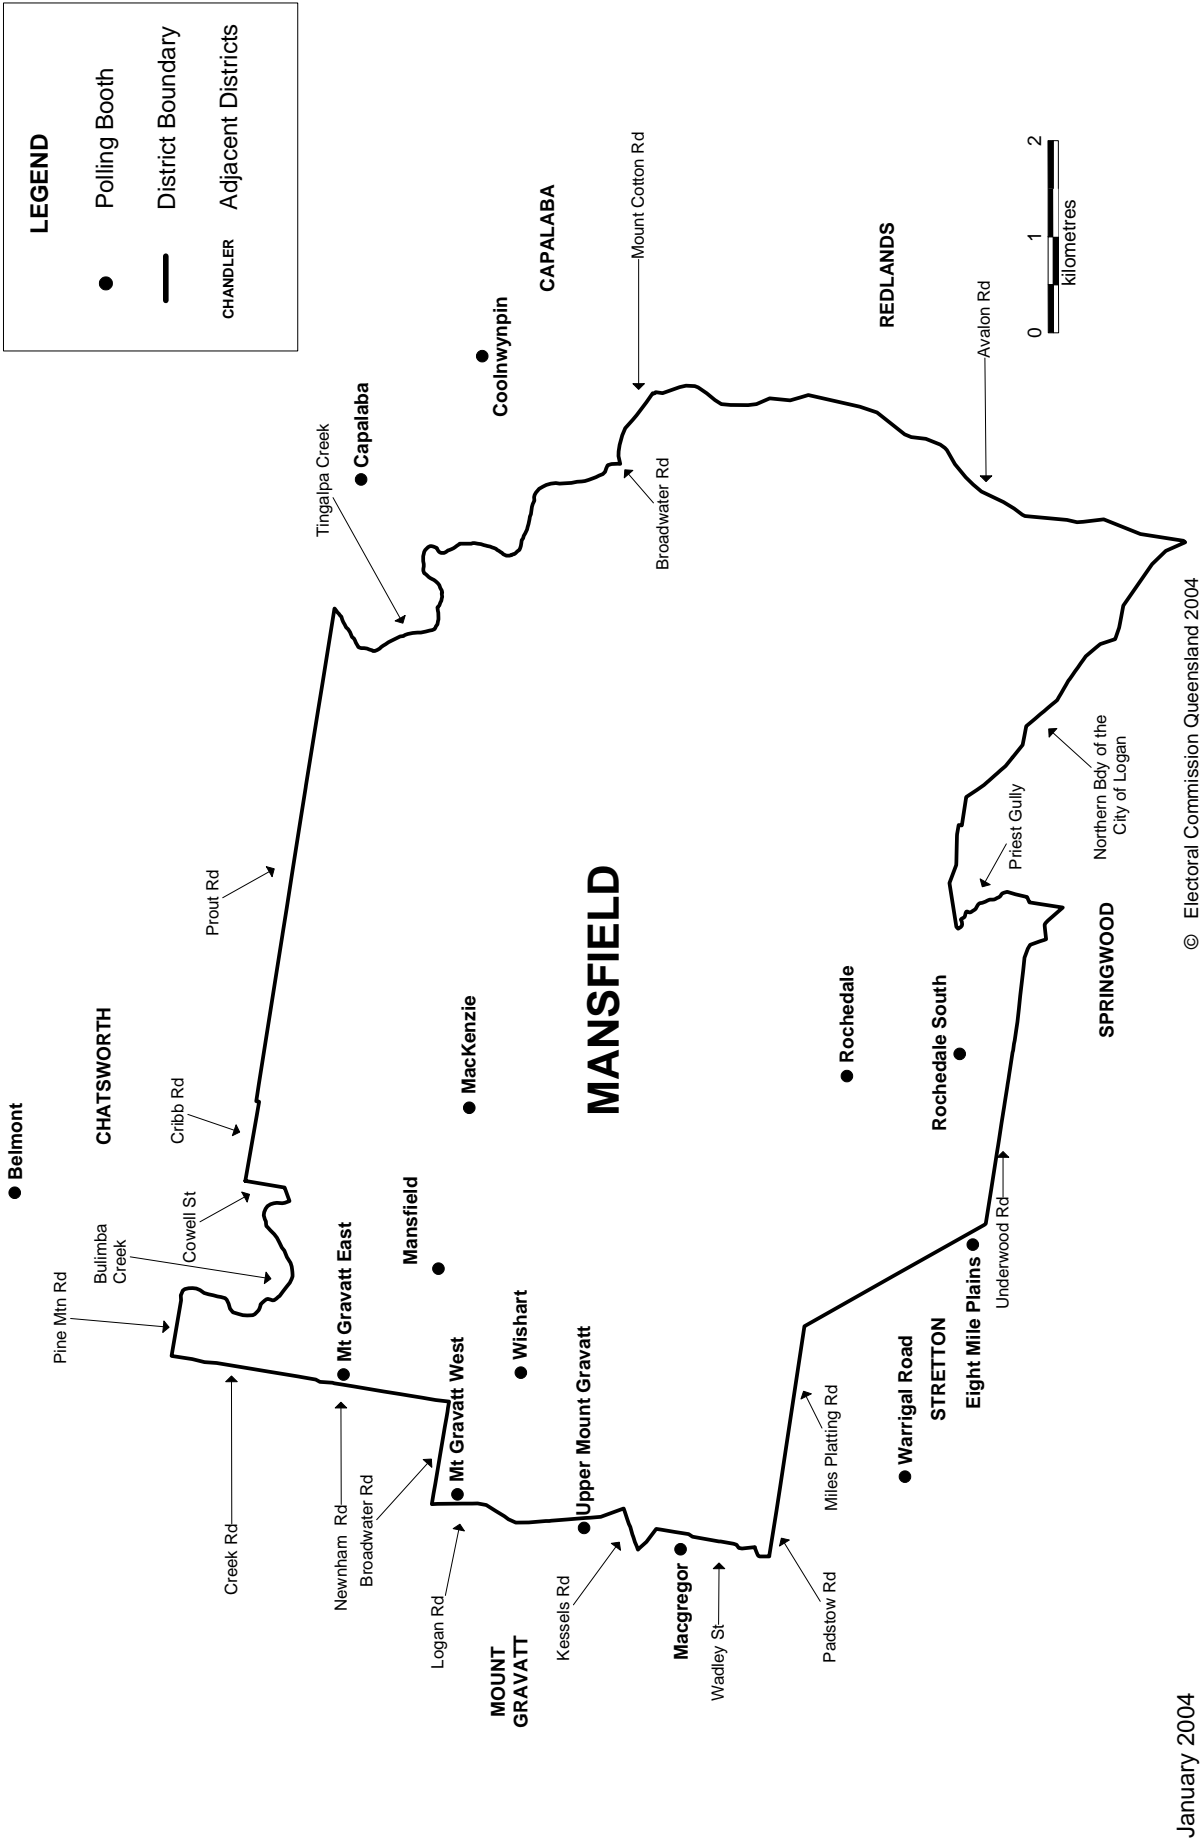 LEGEND
Polling Booth
District Boundary
CHANDLER
Adjacent Districts
Belmont
CHATSWORTH
Pine Mtn Rd
Bulimba
Creek
Cowell St
Cribb Rd
Prout Rd
Tingalpa Creek
Capalaba
Coolnwynpin
CAPALABA
Mount Cotton Rd
Broadwater Rd
REDLANDS
Avalon Rd
0 1 2
kilometres
Creek Rd
Newnham Rd
Broadwater Rd
Logan Rd
MOUNT
GRAVATT
Kessels Rd
Macgregor
Wadley St
Padstow Rd
Mt Gravatt East
Mt Gravatt West
Mansfield
Wishart
Upper Mount Gravatt
MacKenzie
MANSFIELD
Rochedale
Rochedale South
Miles Platting Rd
Warrigal Road
STRETTON
Eight Mile Plains
Underwood Rd
SPRINGWOOD
Priest Gully
Northern Bdy of the
City of Logan
January 2004
© Electoral Commission Queensland 2004